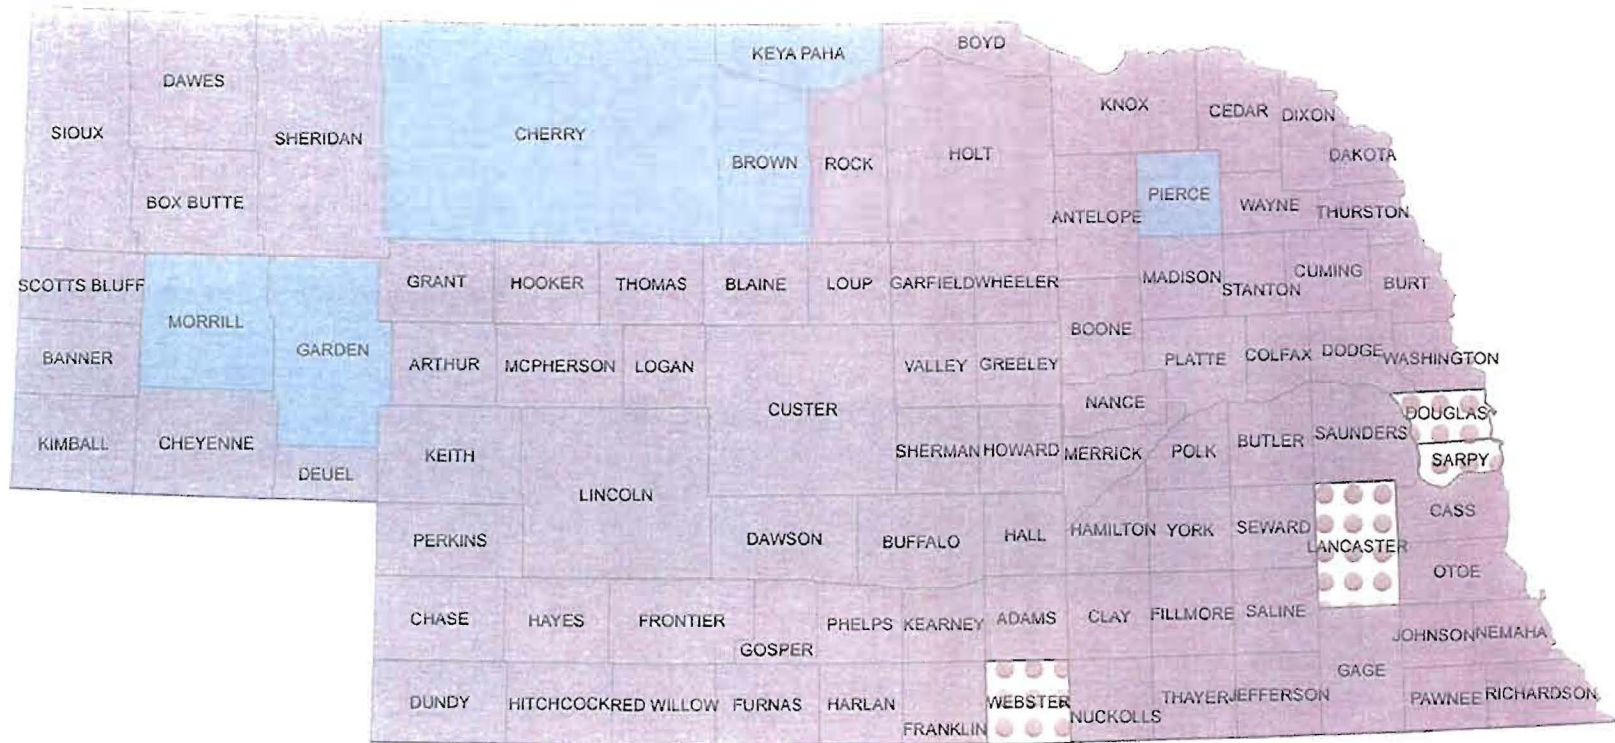 KEYA PAHA
BOYD
DAWES
SIOUX
SHERIDAN
CHERRY
BROWN
ROCK
HOLT
KNOX
CEDAR
DIXON
DAKOTA
BOX BUTTE
ANTELOPE
PIERCE
WAYNE
THURSTON
SCOTTS BLUFF
MORRILL
GARDEN
GRANT
HOOKER
THOMAS
BLAINE
LOUP
GARFIELD
WHEELER
MADISON
STANTON
CUMING
BURT
BANNER
ARTHUR
MCPHERSON
LOGAN
CUSTER
VALLEY
GREELEY
BOONE
PLATTE
COLFAX
DODGE
WASHINGTON
NANCE
DOUGLAS
KIMBALL
CHEYENNE
DEUEL
KEITH
LINCOLN
SHERMAN
HOWARD
MERRICK
POLK
BUTLER
SAUNDERS
SARPY
PERKINS
DAWSON
BUFFALO
HALL
HAMILTON
YORK
SEWARD
LANCASTER
CASS
OTOE
CHASE
HAYES
FRONTIER
GOSPER
PHELPS
KEARNEY
ADAMS
CLAY
FILLMORE
SALINE
JOHNSON
NEMAHA
GAGE
DUNDY
HITCHCOCK
RED WILLOW
FURNAS
HARLAN
FRANKLIN
WEBSTER
NUCKOLLS
THAYER
JEFFERSON
PAWNEE
RICHARDSON